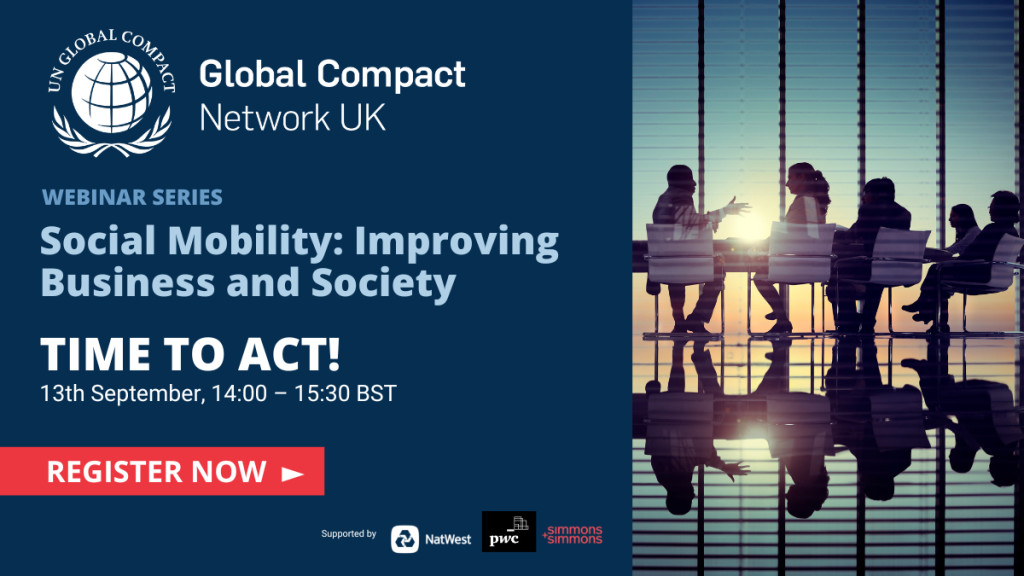 UN GLOBAL COMPACT
Global Compact
Network UK
WEBINAR SERIES
Social Mobility: Improving
Business and Society
TIME TO ACT!
13th September, 14:00 – 15:30 BST
REGISTER NOW ►
Supported by
NatWest
pwc
+simmons
simmons